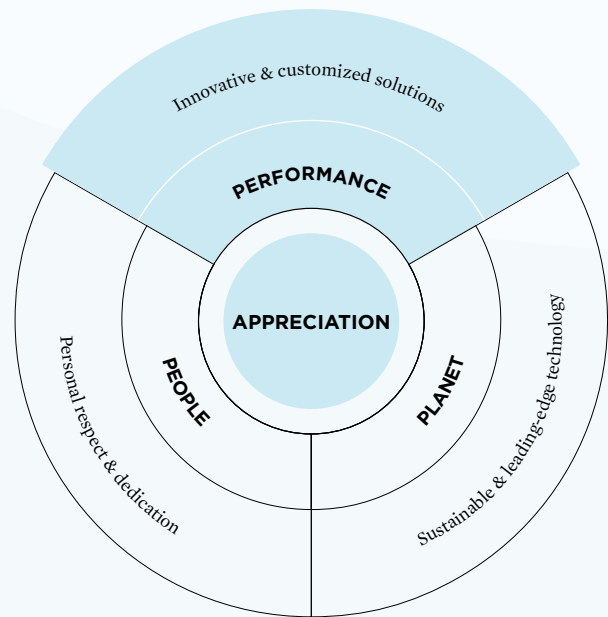 Innovative & customized solutions
PERFORMANCE
APPRECIATION
PEOPLE
PLANET
Personal respect & dedication
Sustainable & leading-edge technology